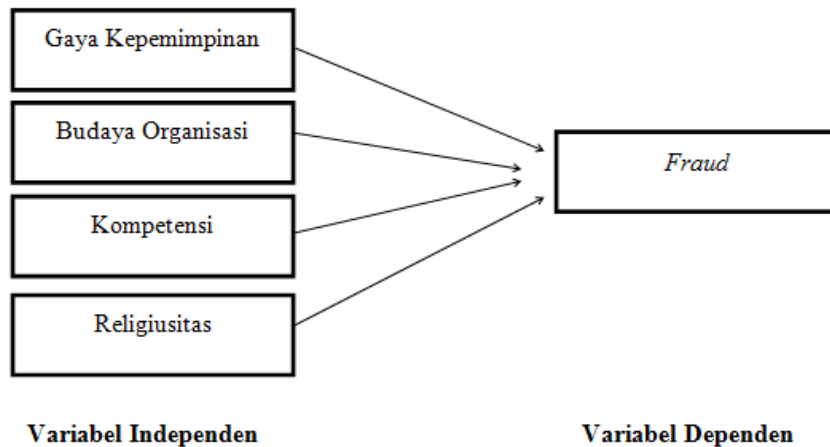 Gaya Kepemimpinan
Budaya Organisasi
Kompetensi
Religiusitas
Fraud
Variabel Independen
Variabel Dependen